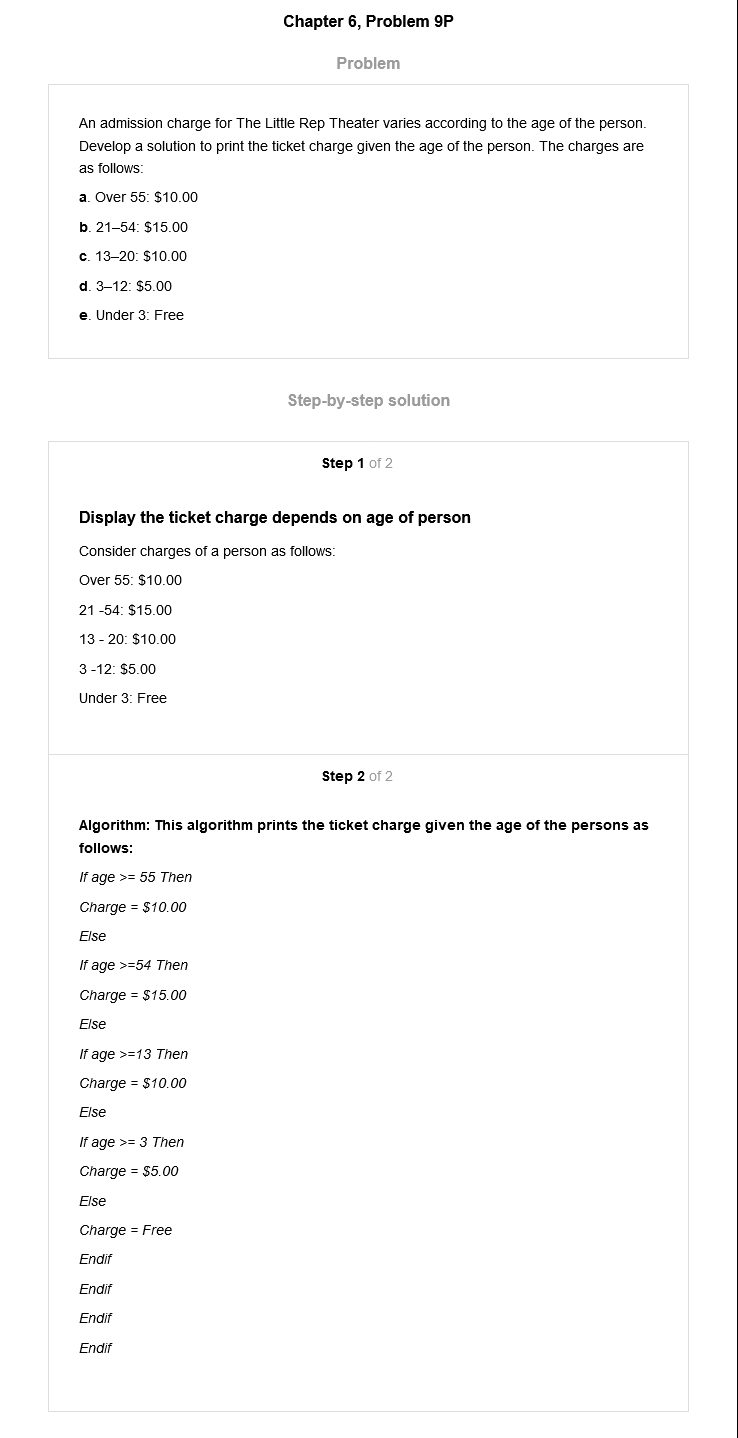 Chapter 6, Problem 9P
Problem
An admission charge for The Little Rep Theater varies according to the age of the person.
Develop a solution to print the ticket charge given the age of the person. The charges are
as follows:
a. Over 55: $10.00
b. 21–54: $15.00
c. 13–20: $10.00
d. 3–12: $5.00
e. Under 3: Free
Step-by-step solution
Step 1 of 2
Display the ticket charge depends on age of person
Consider charges of a person as follows:
Over 55: $10.00
21 -54: $15.00
13 - 20: $10.00
3 -12: $5.00
Under 3: Free
Step 2 of 2
Algorithm: This algorithm prints the ticket charge given the age of the persons as
follows:
If age >= 55 Then
Charge = $10.00
Else
If age >=54 Then
Charge = $15.00
Else
If age >=13 Then
Charge = $10.00
Else
If age >= 3 Then
Charge = $5.00
Else
Charge = Free
Endif
Endif
Endif
Endif